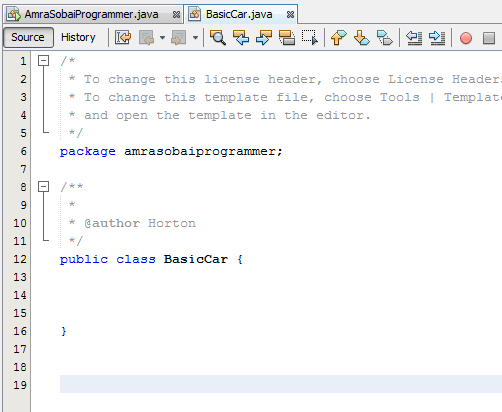 AmraSobaiProgrammer.java BasicCar.java
Source History
1 /*
2 * To change this license header, choose License Headers
3 * To change this template file, choose Tools | Templat
4 * and open the template in the editor.
5 */
6 package amrasobaiprogrammer;
7
8 /**
9 *
10 * @author Horton
11 */
12 public class BasicCar {
13
14
15
16 }
17
18
19